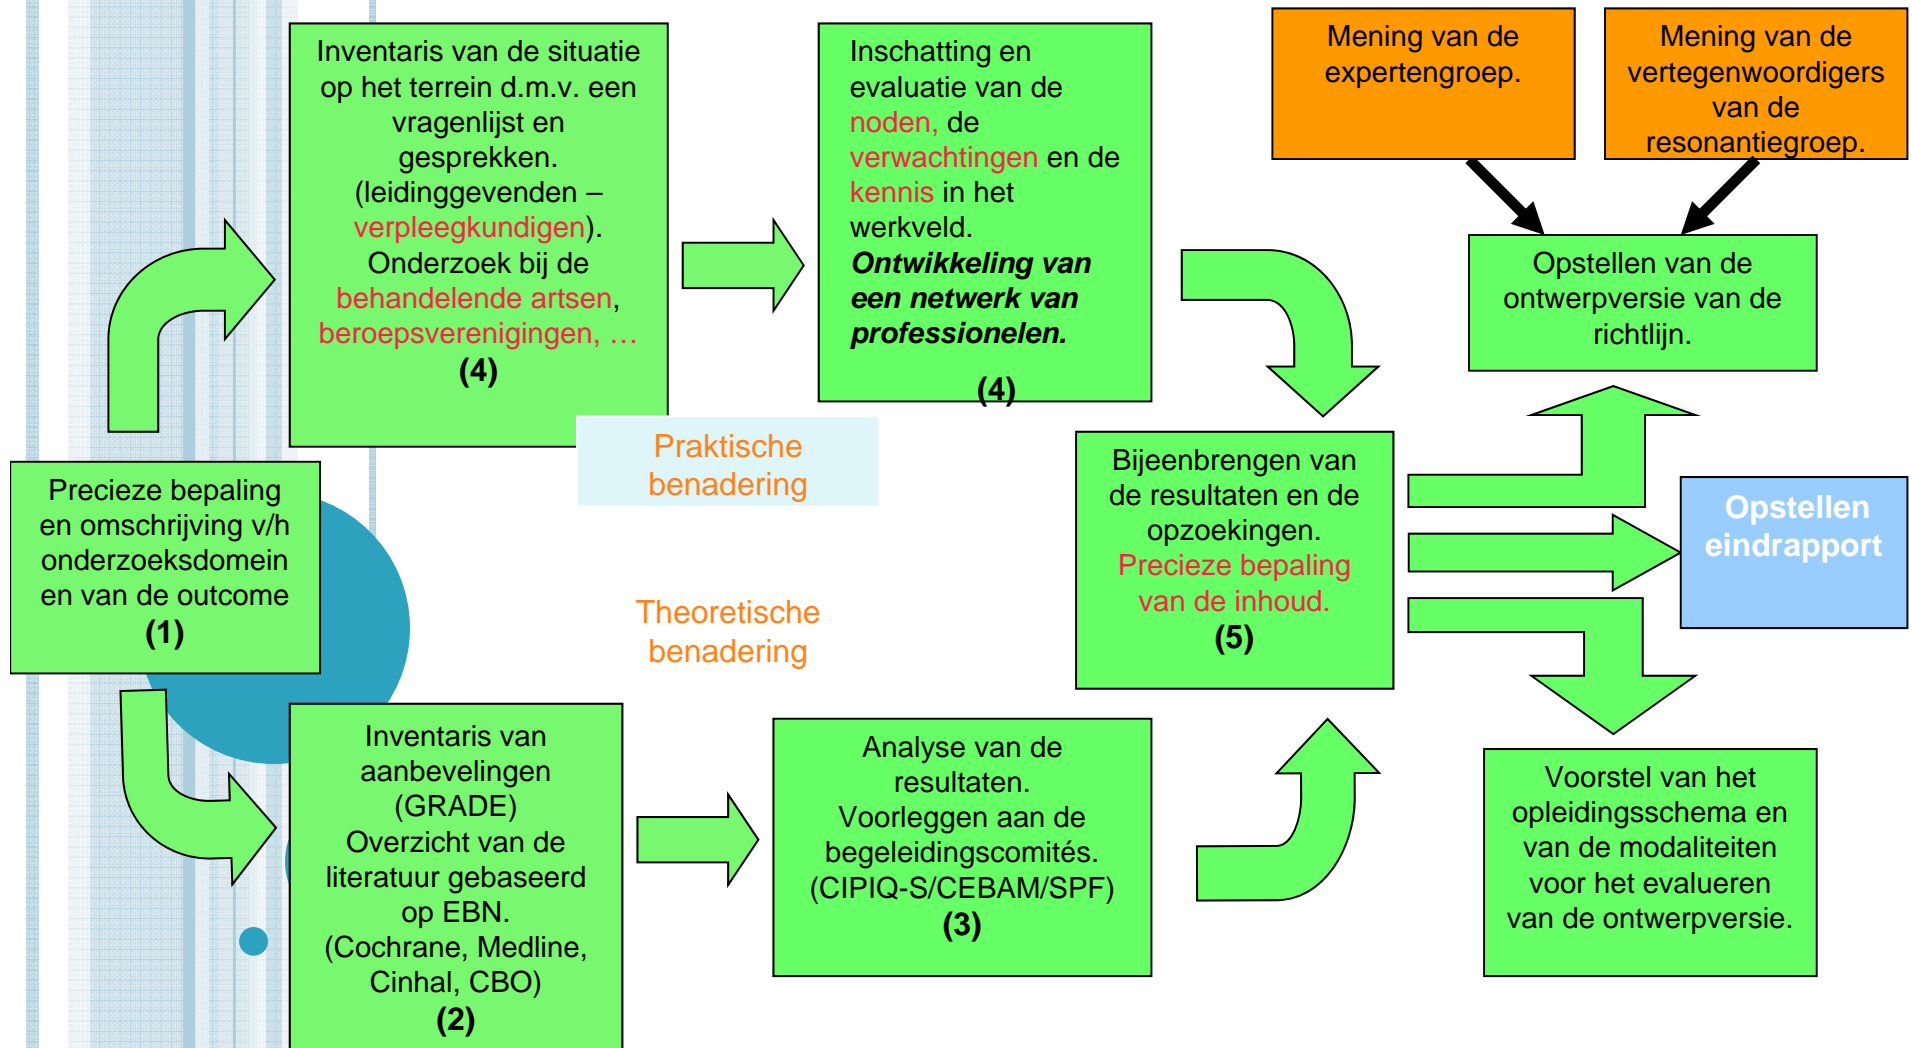 Inventaris van de situatie
op het terrein d.m.v. een
vragenlijst en
gesprekken.
(leidinggevenden –
verpleegkundigen).
Onderzoek bij de
behandelende artsen,
beroepsverenigingen, …
(4)
Inschatting en
evaluatie van de
noden, de
verwachtingen en de
kennis in het
werkveld.
Ontwikkeling van
een netwerk van
professionelen.
(4)
Mening van de
expertengroep.
Mening van de
vertegenwoordigers
van de
resonantiegroep.
Opstellen van de
ontwerpversie van de
richtlijn.
Praktische
benadering
Precieze bepaling
en omschrijving v/h
onderzoeksdomein
en van de outcome
(1)
Bijeenbrengen van
de resultaten en de
opzoekingen.
Precieze bepaling
van de inhoud.
(5)
Opstellen
eindrapport
Theoretische
benadering
Inventaris van
aanbevelingen
(GRADE)
Overzicht van de
literatuur gebaseerd
op EBN.
(Cochrane, Medline,
Cinhal, CBO)
(2)
Analyse van de
resultaten.
Voorleggen aan de
begeleidingscomités.
(CIPIQ-S/CEBAM/SPF)
(3)
Voorstel van het
opleidingsschema en
van de modaliteiten
voor het evalueren
van de ontwerpversie.